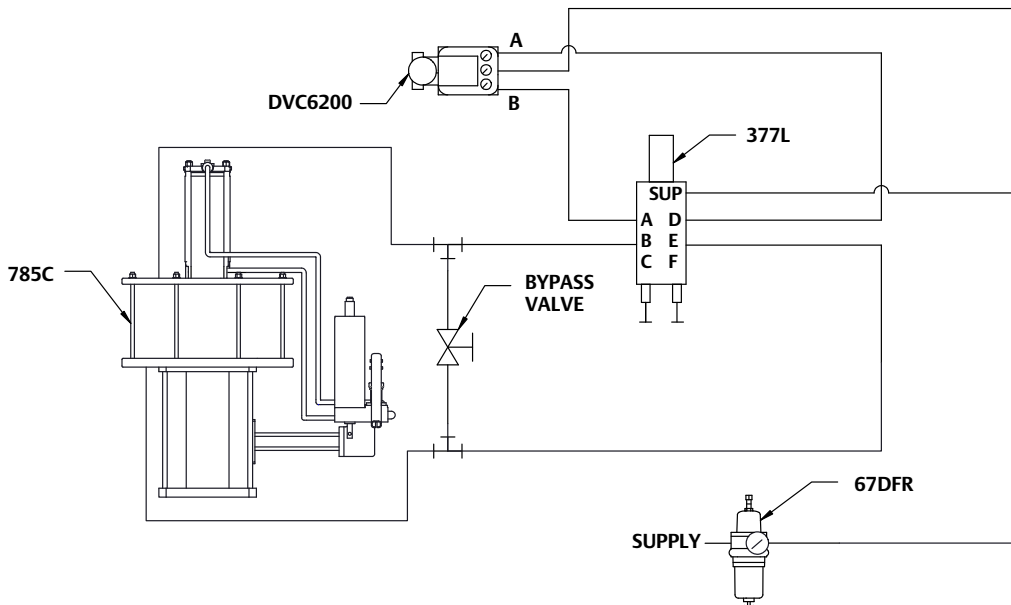 A
DVC6200
B
377L
SUP
A D
B E
C F
785C
BYPASS
VALVE
67DFR
SUPPLY